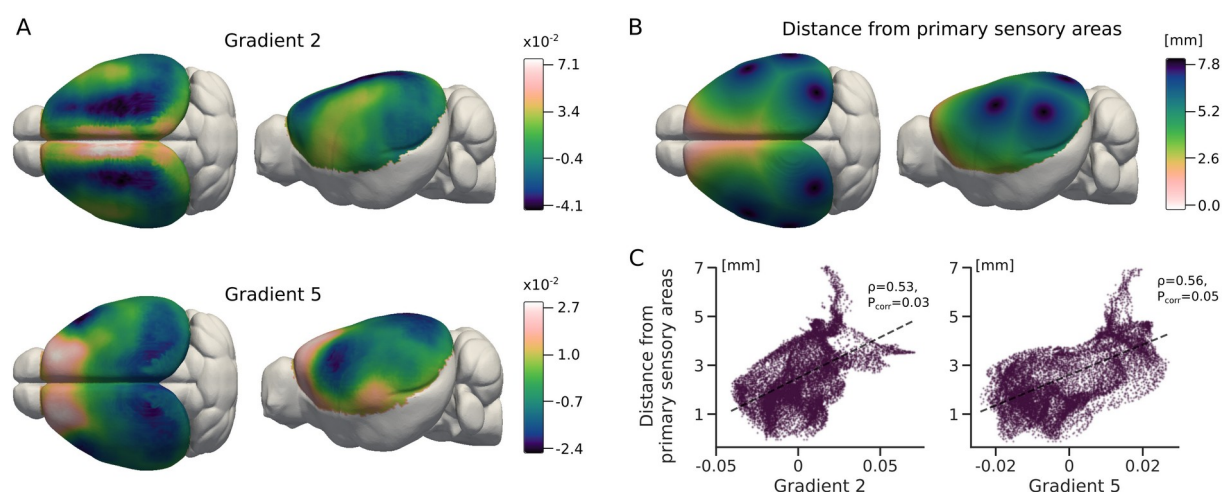 A
Gradient 2
x10-2
7.1
3.4
-0.4
-4.1
B
Distance from primary sensory areas
[mm]
7.8
5.2
2.6
0.0
Gradient 5
x10-2
2.7
1.0
-0.7
-2.4
C
Distance from
primary sensory areas
7
5
3
1
[mm]
ρ=0.53,
Pcorr=0.03
-0.05
0
0.05
Gradient 2
7
5
3
1
[mm]
ρ=0.56,
Pcorr=0.05
-0.02
0
0.02
Gradient 5